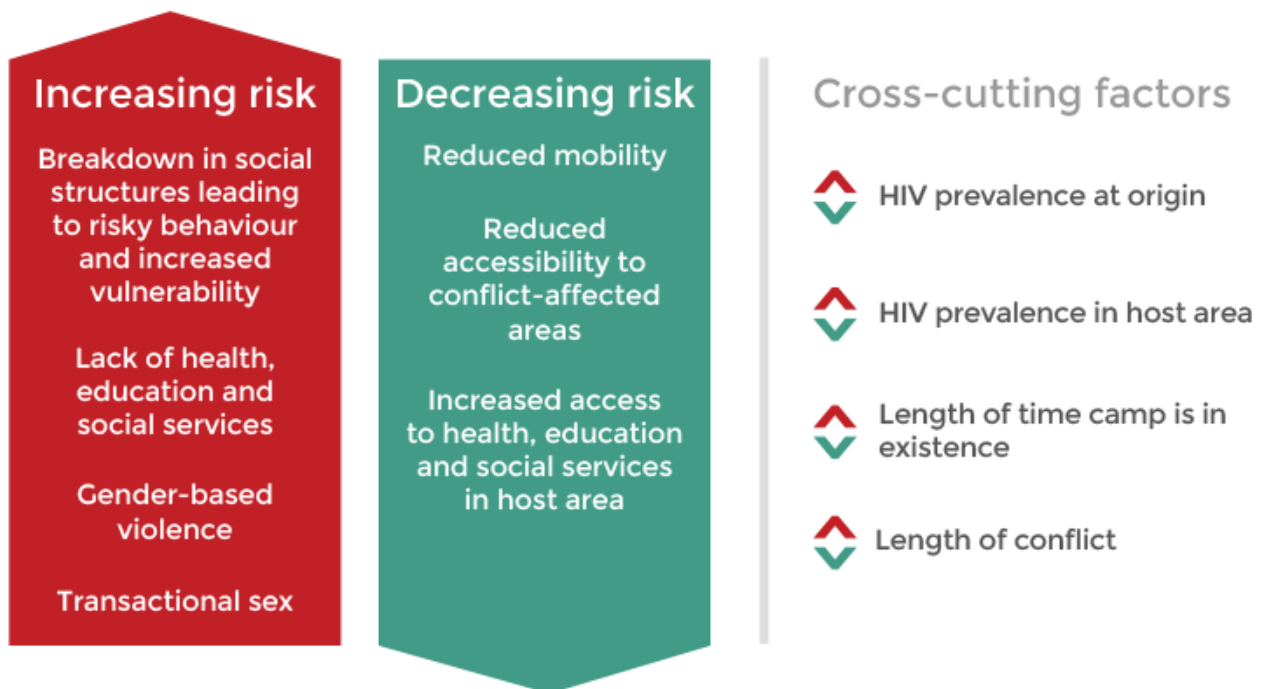 Increasing risk
Breakdown in social
structures leading
to risky behaviour
and increased
vulnerability
Lack of health,
education and
social services
Gender-based
violence
Transactional sex
Decreasing risk
Reduced mobility
Reduced
accessibility to
conflict-affected
areas
Increased access
to health, education
and social services
in host area
Cross-cutting factors
HIV prevalence at origin
HIV prevalence in host area
Length of time camp is in
existence
Length of conflict